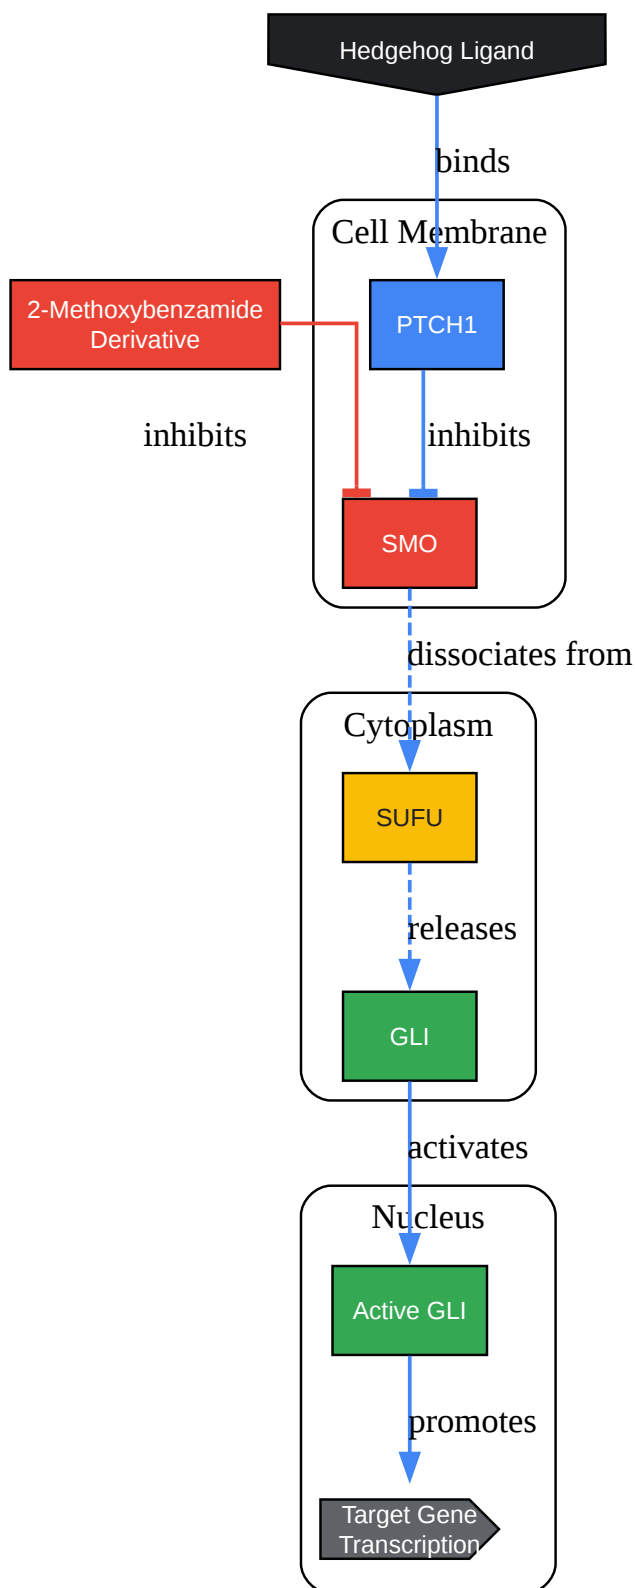 Hedgehog Ligand
binds
Cell Membrane
2-Methoxybenzamide
Derivative
PTCH1
inhibits
inhibits
SMO
dissociates from
Cytoplasm
SUFU
releases
GLI
activates
Nucleus
Active GLI
promotes
Target Gene
Transcription